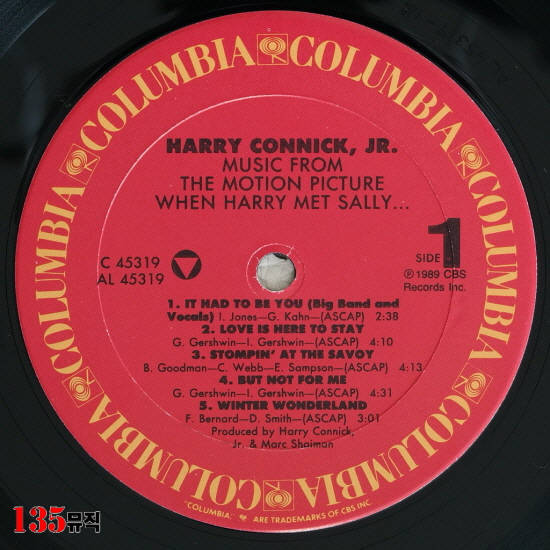 COLUMBIA COLUMBIA COLUMBIA COLUMBIA COLUMBIA COLUMBIA COLUMBIA COLUMBIA
HARRY CONNICK, JR.
MUSIC FROM
THE MOTION PICTURE
WHEN HARRY MET SALLY...
C 45319
AL 45319
SIDE 1
℗ 1989 CBS
Records Inc.
1. IT HAD TO BE YOU (Big Band and
Vocals) I. Jones—G. Kahn—(ASCAP) 2:38
2. LOVE IS HERE TO STAY
G. Gershwin—I. Gershwin—(ASCAP) 4:10
3. STOMPIN' AT THE SAVOY
B. Goodman—C. Webb—E. Sampson—(ASCAP) 4:13
4. BUT NOT FOR ME
G. Gershwin—I. Gershwin—(ASCAP) 4:31
5. WINTER WONDERLAND
F. Bernard—D. Smith—(ASCAP) 3:01
Produced by Harry Connick,
Jr. & Marc Shaiman
"COLUMBIA," ARE TRADEMARKS OF CBS INC.
135뮤직